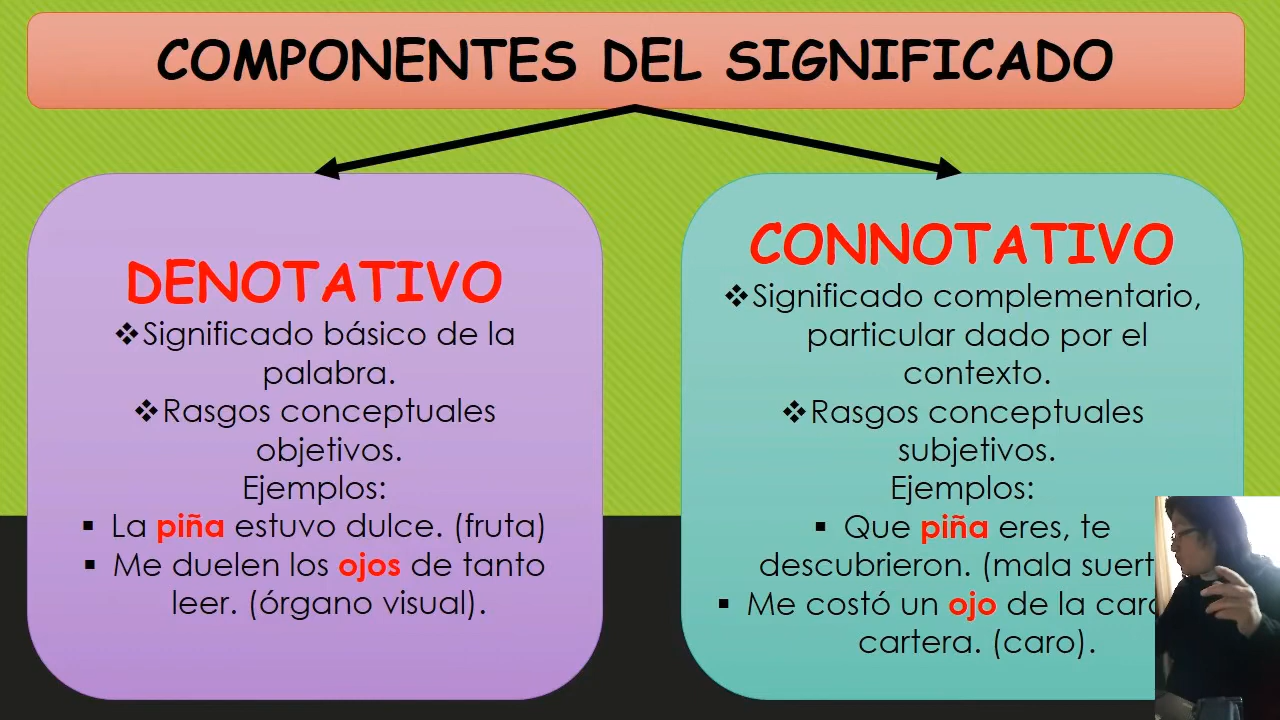 COMPONENTES DEL SIGNIFICADO
DENOTATIVO
❖Significado básico de la
palabra.
❖Rasgos conceptuales
objetivos.
Ejemplos:
▪ La piña estuvo dulce. (fruta)
▪ Me duelen los ojos de tanto
leer. (órgano visual).
CONNOTATIVO
❖Significado complementario,
particular dado por el
contexto.
❖Rasgos conceptuales
subjetivos.
Ejemplos:
▪ Que piña eres, te
descubrieron. (mala
▪ Me costó un ojo de la
cartera. (caro).